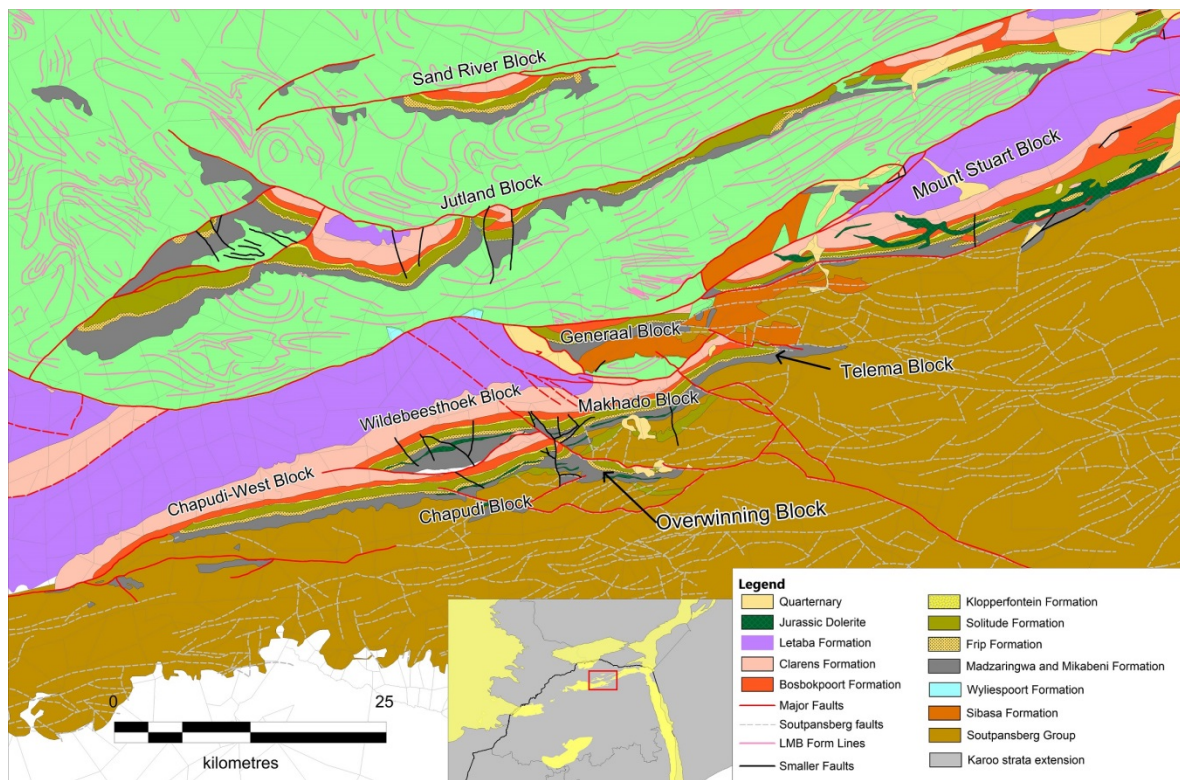 Sand River Block
Jutland Block
Mount Stuart Block
Generaal Block
Telema Block
Wildebeesthoek Block
Makhado Block
Chapudi-West Block
Chapudi Block
Overwinning Block
0
25
kilometres
Legend
Quarternary
Jurassic Dolerite
Letaba Formation
Clarens Formation
Bosbokpoort Formation
Major Faults
Soutpansberg faults
LMB Form Lines
Smaller Faults
Klopperfontein Formation
Solitude Formation
Frip Formation
Madzaringwa and Mikabeni Formation
Wyliespoort Formation
Sibasa Formation
Soutpansberg Group
Karoo strata extension